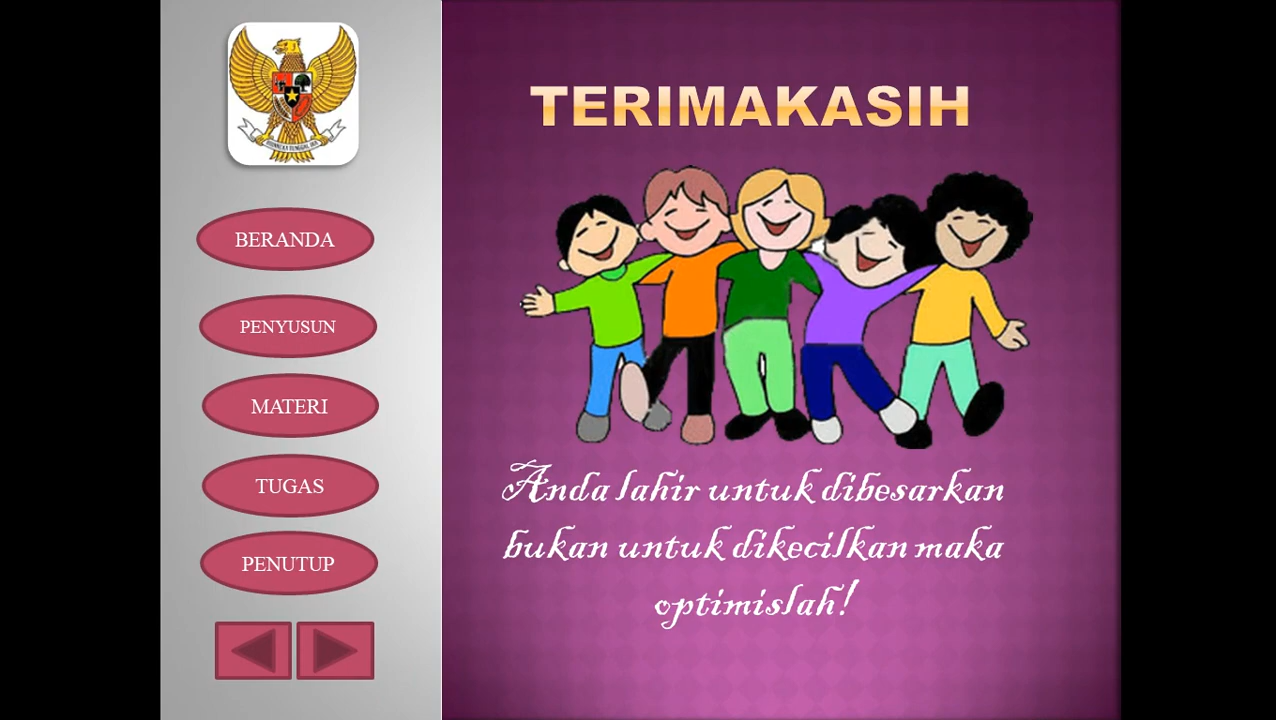 BERANDA
PENYUSUN
MATERI
TUGAS
PENUTUP
TERIMAKASIH
Anda lahir untuk dibesarkan
bukan untuk dikecilkan maka
optimislah!